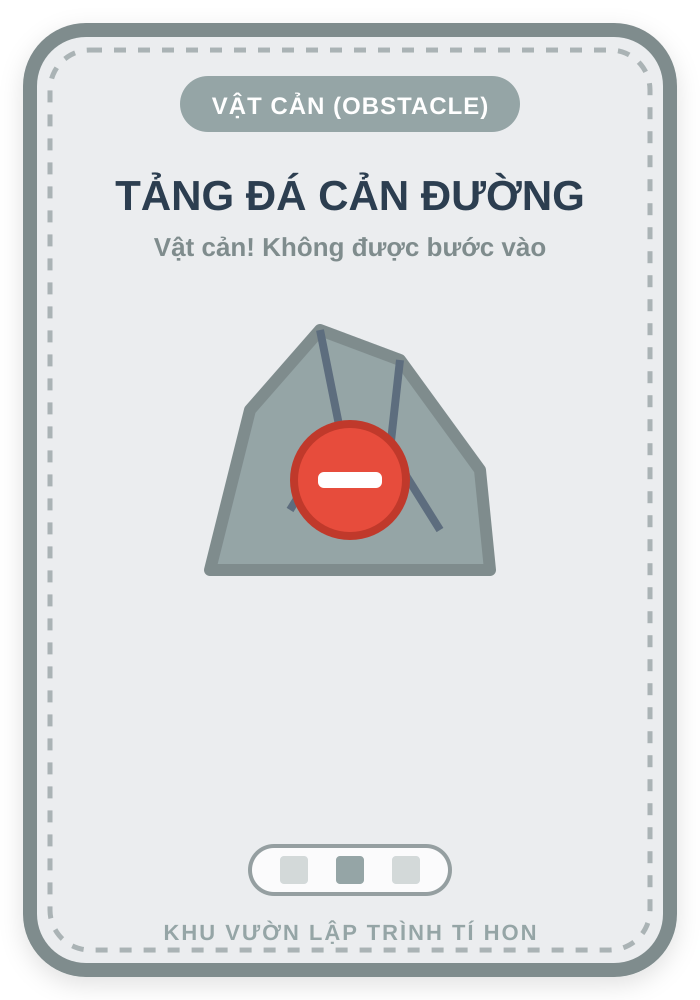 VẬT CẢN (OBSTACLE)
TẢNG ĐÁ CẢN ĐƯỜNG
Vật cản! Không được bước vào
KHU VƯỜN LẬP TRÌNH TÍ HON